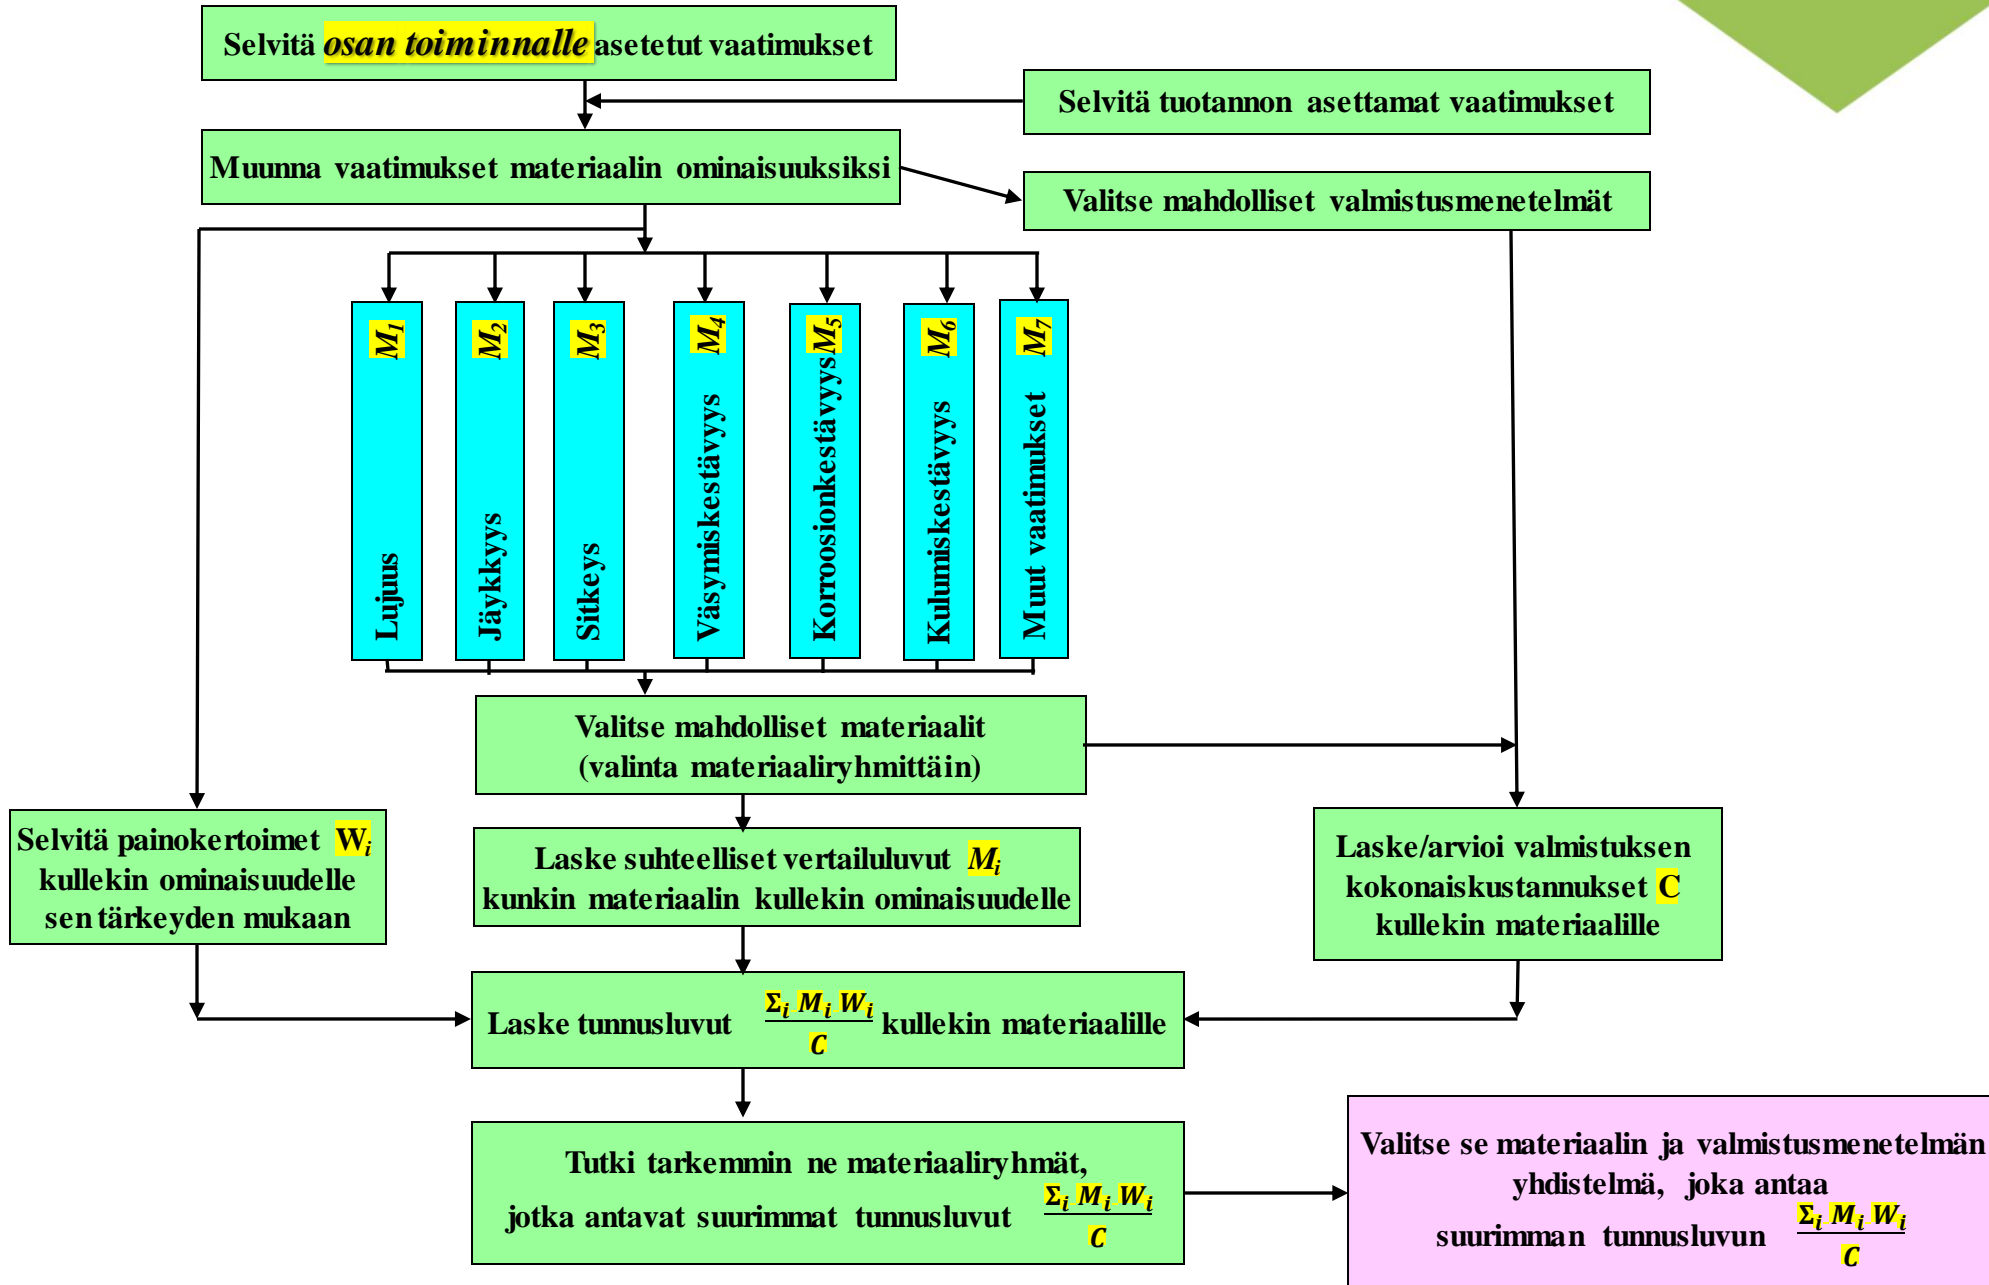 Selvitä osan toiminnalle asetetut vaatimukset
Selvitä tuotannon asettamat vaatimukset
Muunna vaatimukset materiaalin ominaisuuksiksi
Valitse mahdolliset valmistusmenetelmät
Lujuus M1
Jäykkyys M2
Sitkeys M3
Väsymiskestävyys M4
Korroosionkestävyys M5
Kulumiskestävyys M6
Muut vaatimukset M7
Valitse mahdolliset materiaalit
(valinta materiaaliryhmittäin)
Selvitä painokertoimet Wi
kullekin ominaisuudelle
sen tärkeyden mukaan
Laske suhteelliset vertailuluvut Mi
kunkin materiaalin kullekin ominaisuudelle
Laske/arvioi valmistuksen
kokonaiskustannukset C
kullekin materiaalille
Laske tunnusluvut Σi Mi Wi / C kullekin materiaalille
Tutki tarkemmin ne materiaaliryhmät,
jotka antavat suurimmat tunnusluvut Σi Mi Wi / C
Valitse se materiaalin ja valmistusmenetelmän
yhdistelmä, joka antaa
suurimman tunnusluvun Σi Mi Wi / C